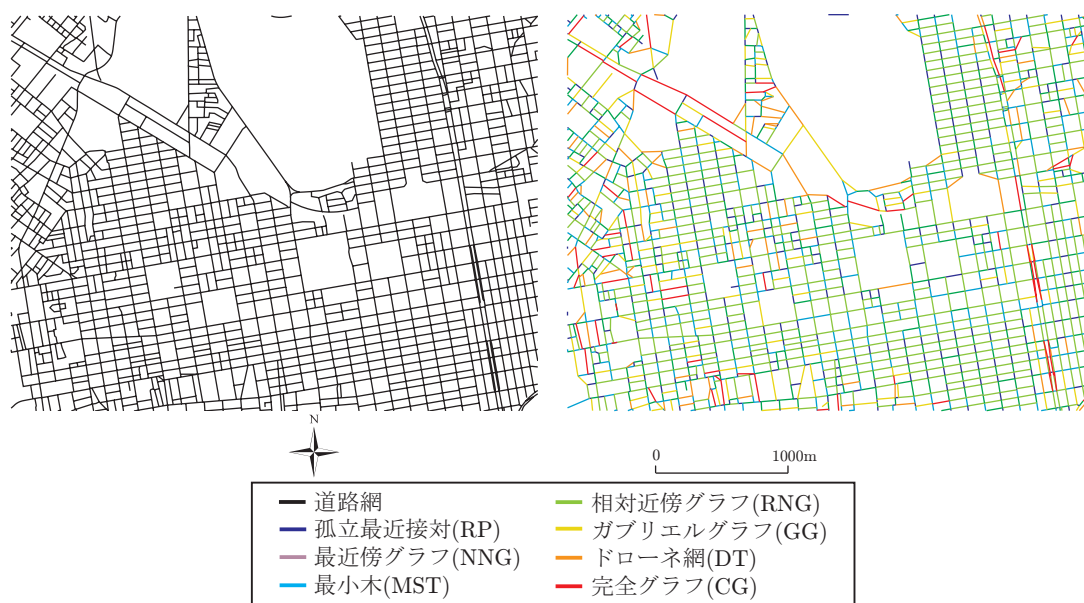 N
0 1000m
道路網
孤立最近接対(RP)
最近傍グラフ(NNG)
最小木(MST)
相対近傍グラフ(RNG)
ガブリエルグラフ(GG)
ドローネ網(DT)
完全グラフ(CG)